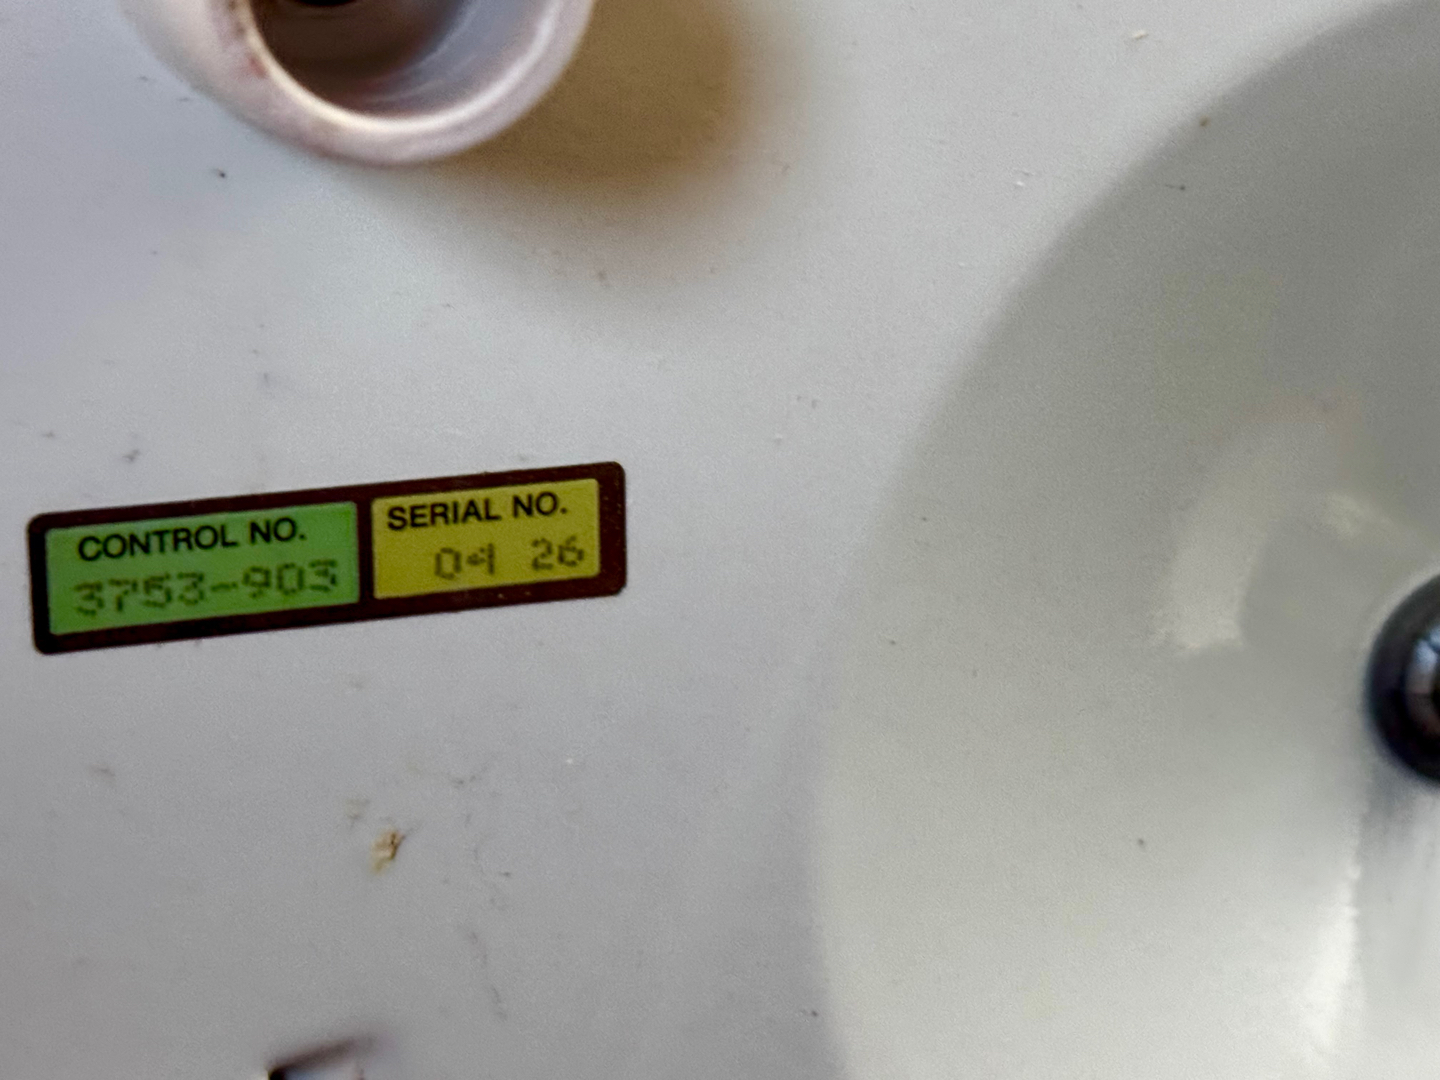 CONTROL NO.
3753-903
SERIAL NO.
04 26